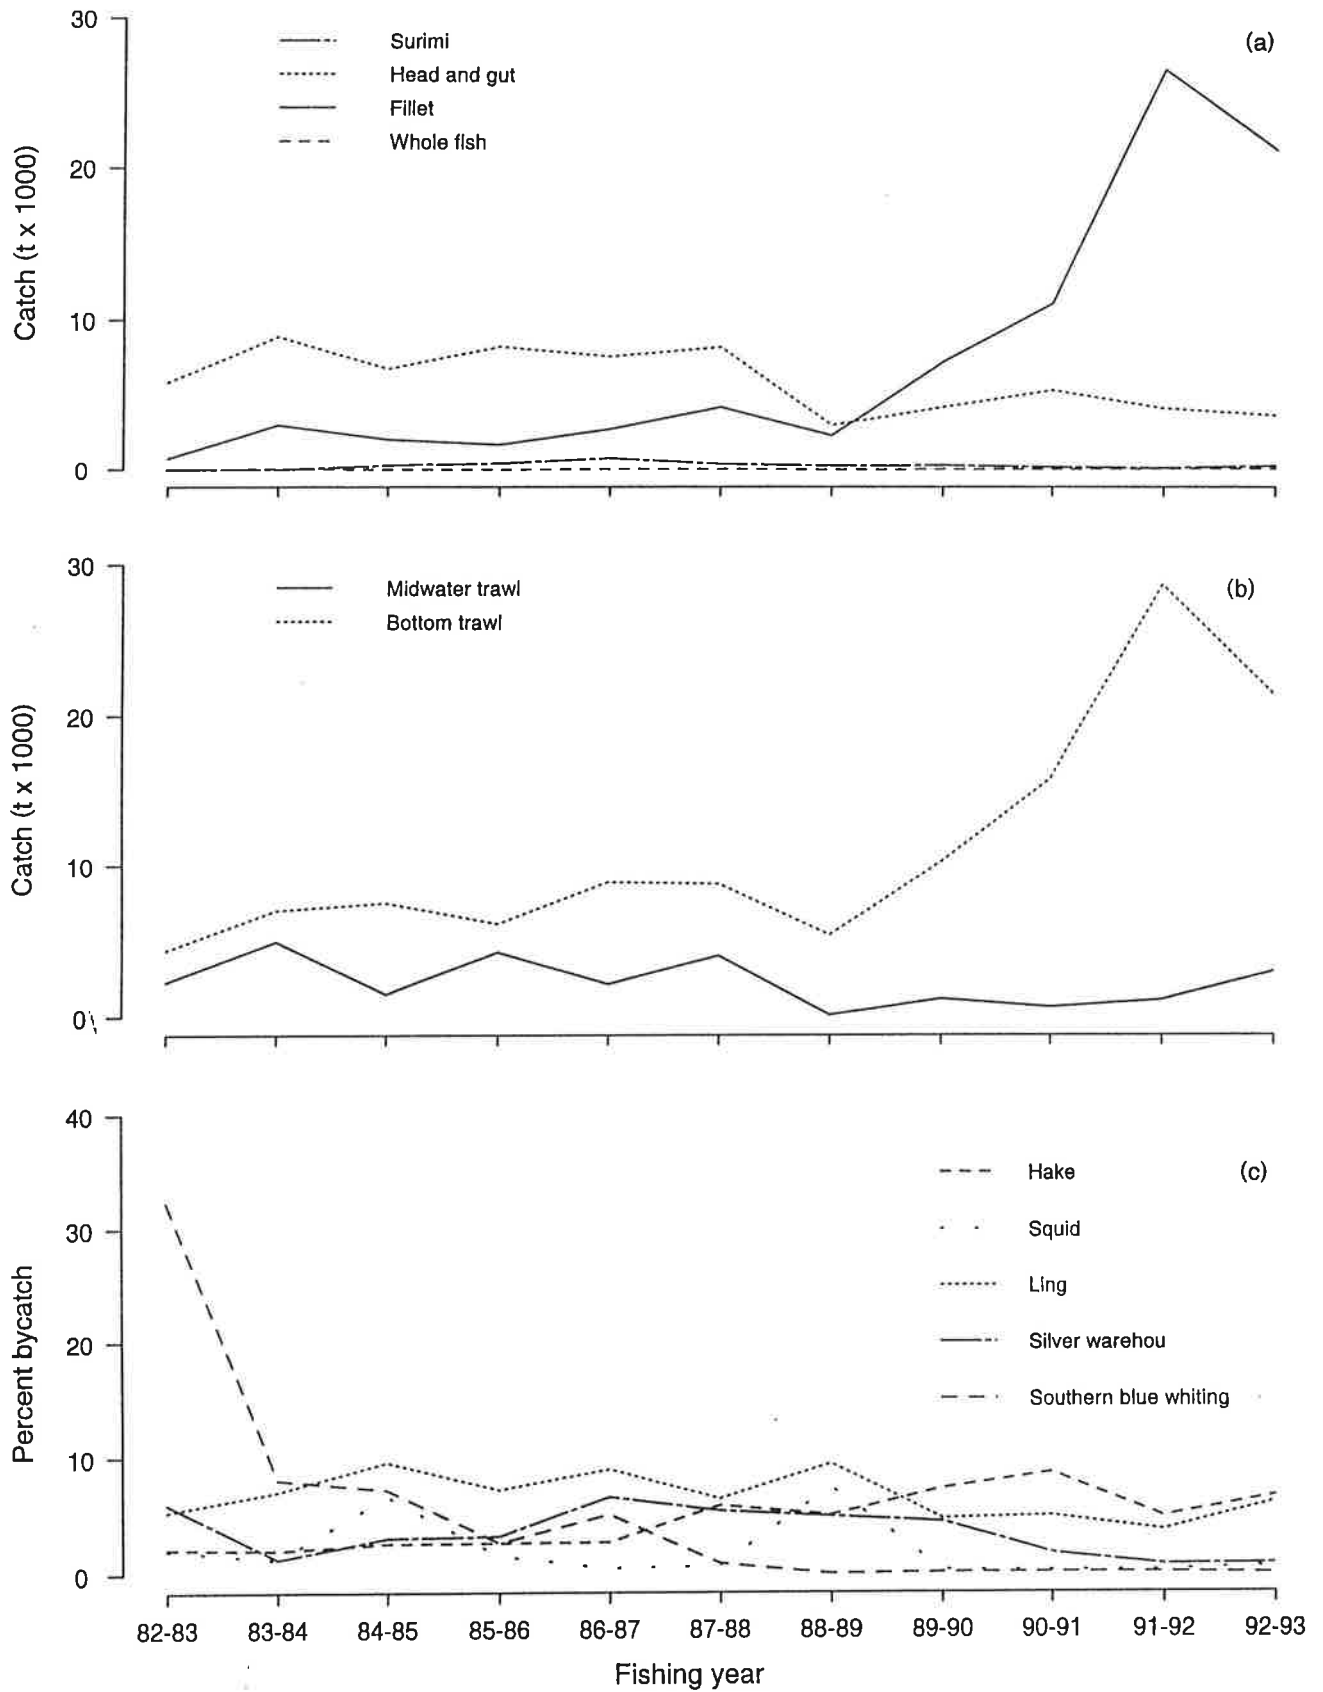 30
20
10
0
Catch (t x 1000)
Surimi
Head and gut
Fillet
Whole fish
(a)
30
20
10
0
Catch (t x 1000)
Midwater trawl
Bottom trawl
(b)
40
30
20
10
0
Percent bycatch
Hake
Squid
Ling
Silver warehou
Southern blue whiting
(c)
82-83 83-84 84-85 85-86 86-87 87-88 88-89 89-90 90-91 91-92 92-93
Fishing year